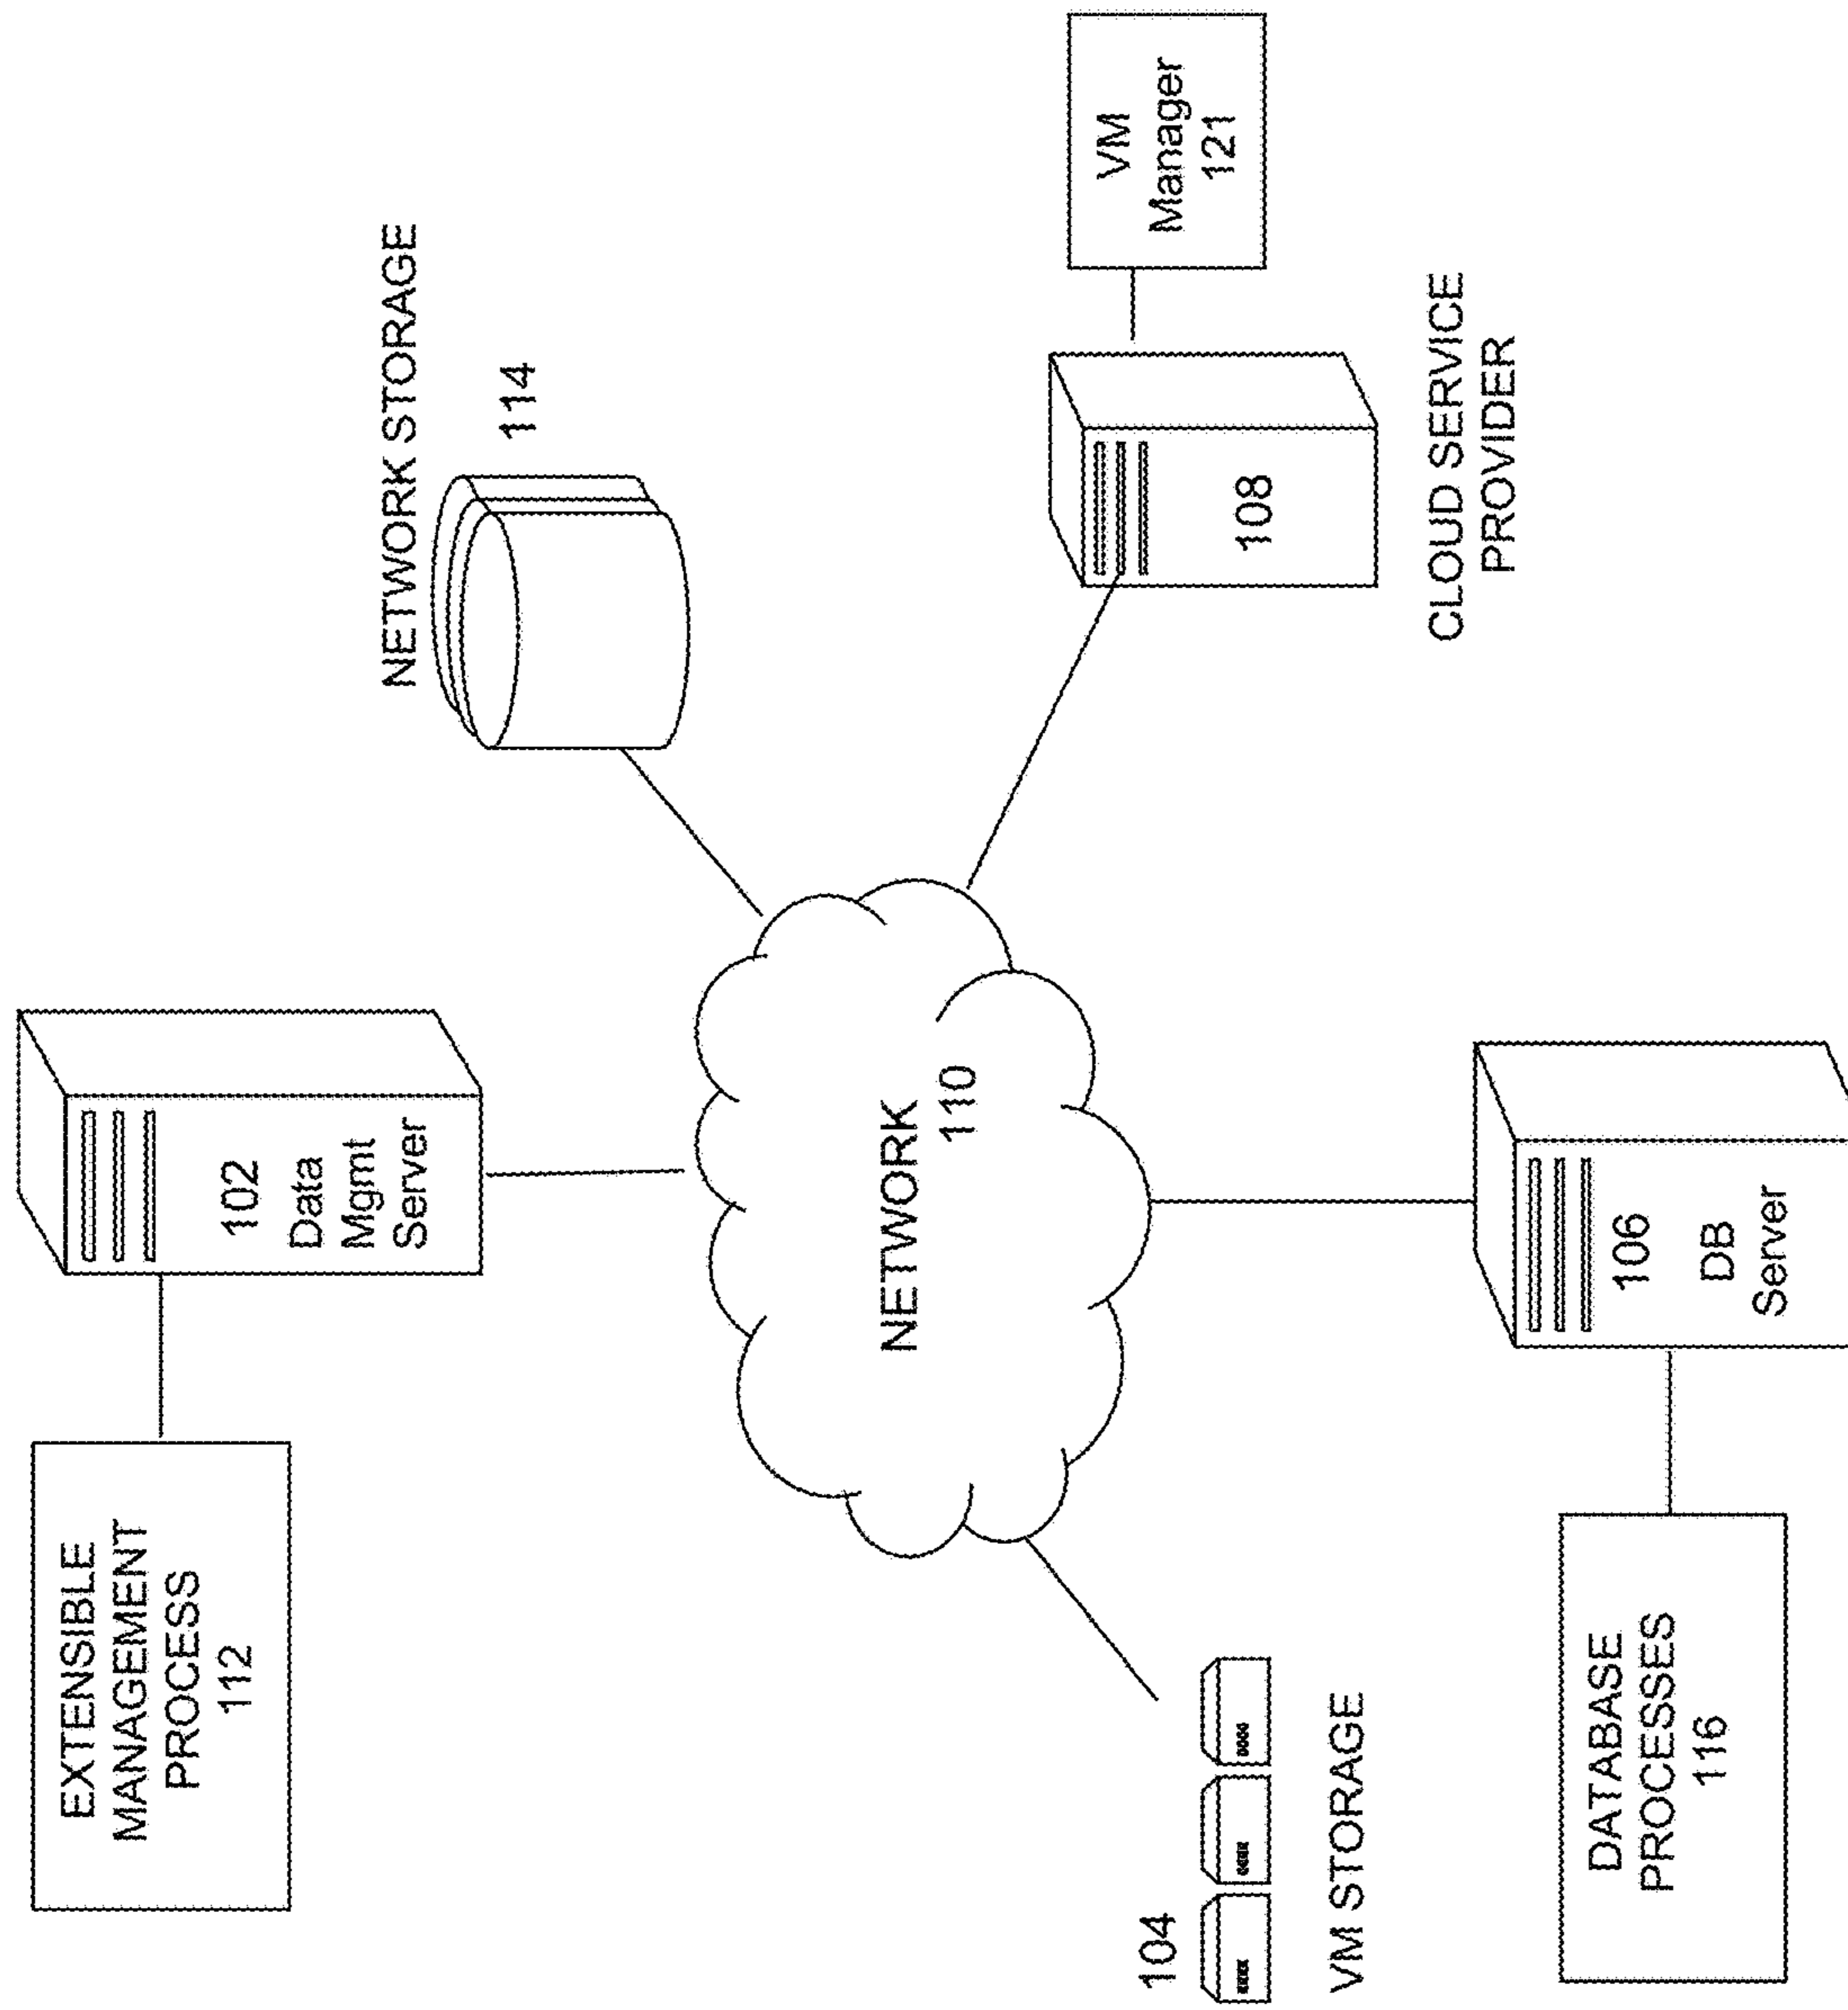 EXTENSIBLE
MANAGEMENT
PROCESS
112
102
Data
Mgmt
Server
NETWORK STORAGE
114
NETWORK
110
104
VM STORAGE
108
CLOUD SERVICE
PROVIDER
VM
Manager
121
DATABASE
PROCESSES
116
106
DB
Server